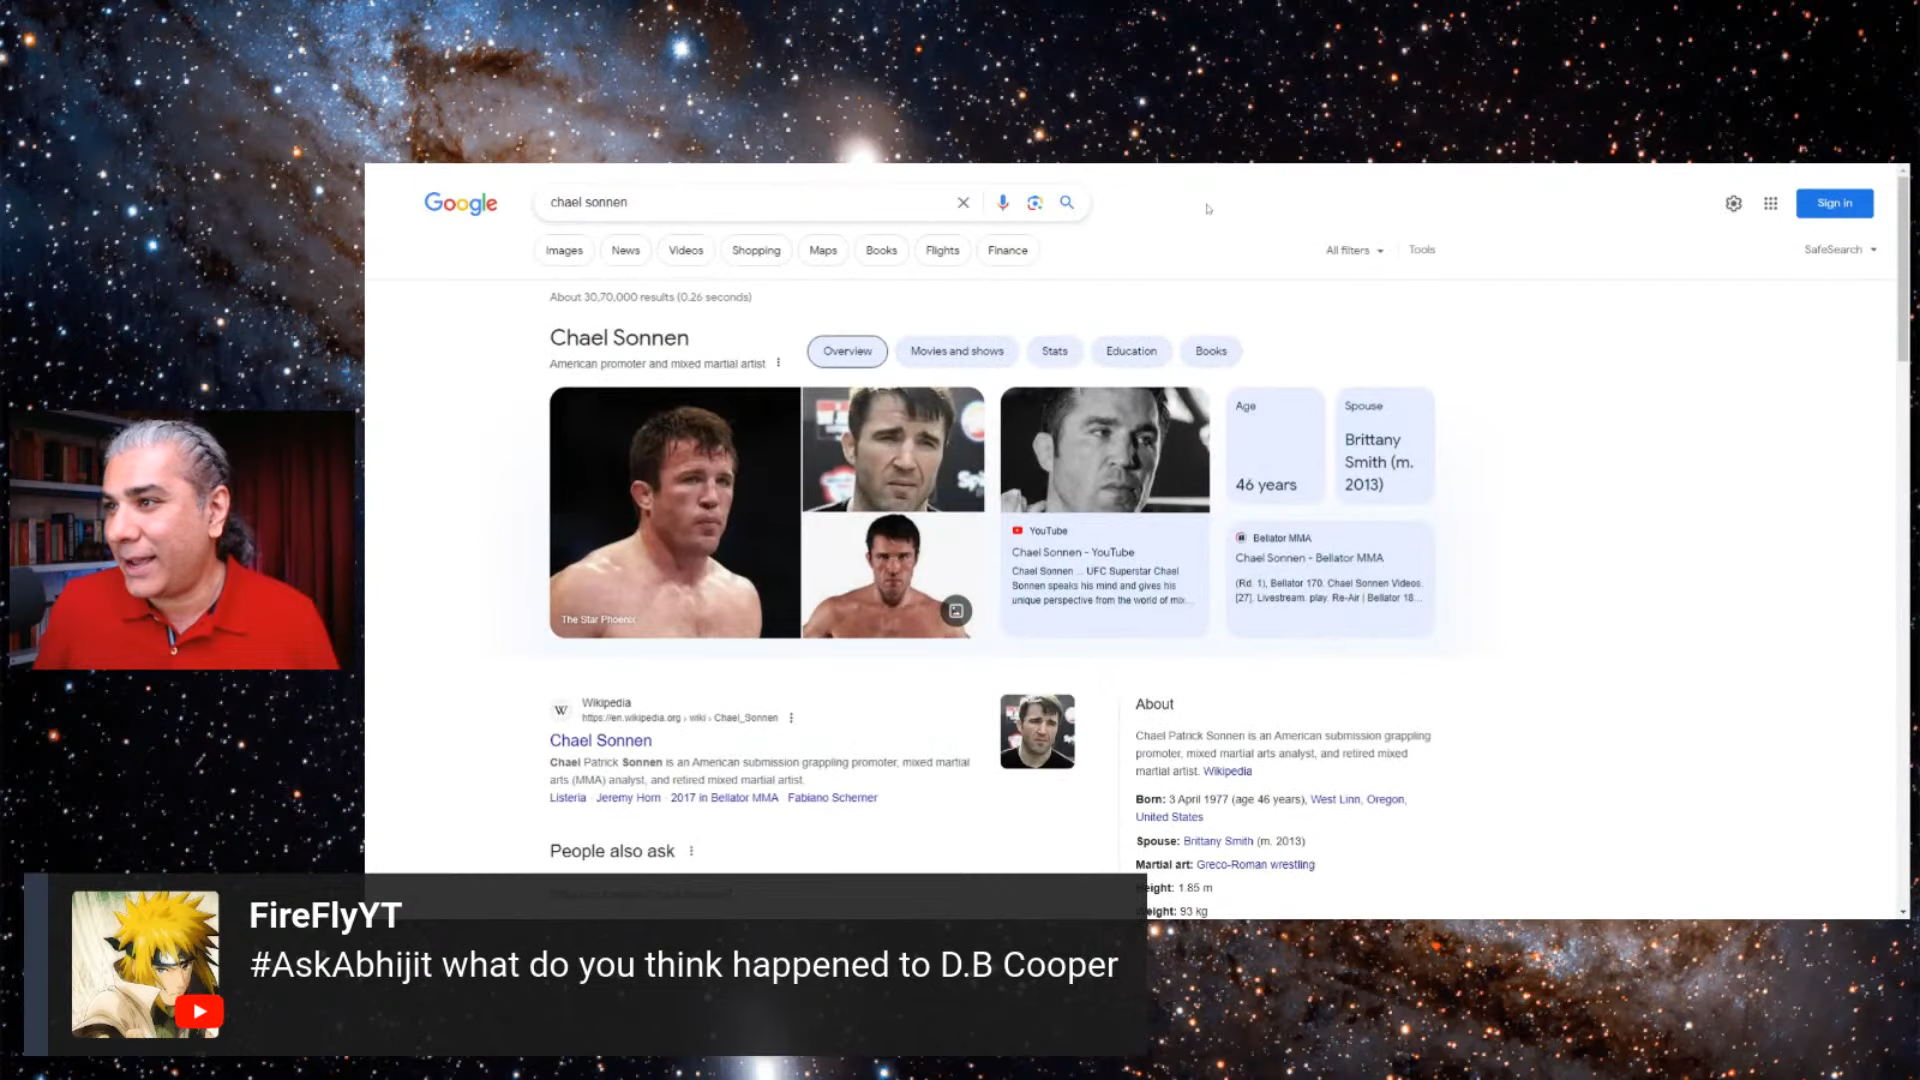 Google
chael sonnen
Sign in
Images News Videos Shopping Maps Books Flights Finance
All filters Tools
SafeSearch
About 30,70,000 results (0.26 seconds)
Chael Sonnen
American promoter and mixed martial artist
Overview Movies and shows Stats Education Books
The Star Phoenix
YouTube
Chael Sonnen - YouTube
Chael Sonnen ... UFC Superstar Chael
Sonnen speaks his mind and gives his
unique perspective from the world of mix...
Age
46 years
Spouse
Brittany
Smith (m.
2013)
Bellator MMA
Chael Sonnen - Bellator MMA
(Rd. 1), Bellator 170. Chael Sonnen Videos.
[27]. Livestream. play. Re-Air | Bellator 18...
W
Wikipedia
https://en.wikipedia.org › wiki › Chael_Sonnen
Chael Sonnen
Chael Patrick Sonnen is an American submission grappling promoter, mixed martial
arts (MMA) analyst, and retired mixed martial artist.
Listeria · Jeremy Horn · 2017 in Bellator MMA · Fabiano Scherner
People also ask
About
Chael Patrick Sonnen is an American submission grappling
promoter, mixed martial arts analyst, and retired mixed
martial artist. Wikipedia
Born: 3 April 1977 (age 46 years), West Linn, Oregon,
United States
Spouse: Brittany Smith (m. 2013)
Martial art: Greco-Roman wrestling
eight: 1.85 m
eight: 93 kg
FireFlyYT
#AskAbhijit what do you think happened to D.B Cooper